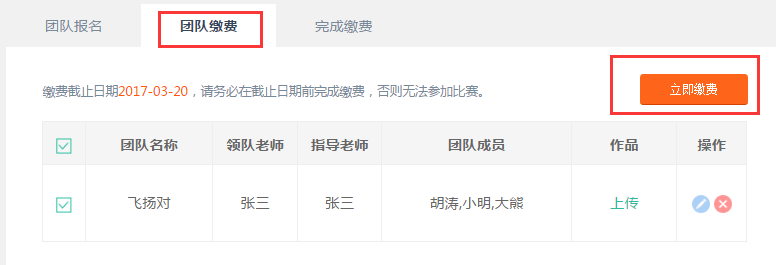 团队报名 团队缴费 完成缴费
缴费截止日期2017-03-20，请务必在截止日期前完成缴费，否则无法参加比赛。 立即缴费
团队名称 领队老师 指导老师 团队成员 作品 操作
飞扬对 张三 张三 胡涛,小明,大熊 上传